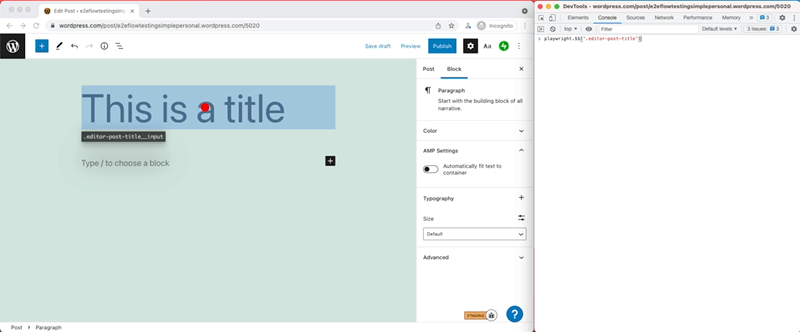 Edit Post ‹ e2eflowtestingsim
wordpress.com/post/e2eflowtestingsimplepersonal.wordpress.com/5020
Incognito
Save draft
Preview
Publish
Aa
This is a title
.editor-post-title__input
Type / to choose a block
Post
Block
Paragraph
Start with the building block of all
narrative.
Color
AMP Settings
Automatically fit text to
container
Typography
Size
Default
Advanced
STAGING
Post > Paragraph
DevTools - wordpress.com/post/e2eflowtestingsimplepersonal.wordpress.com/5020
Elements
Console
Sources
Network
3
top
Filter
Default levels
3 Issues:
3
> playwright.$$('.editor-post-title')